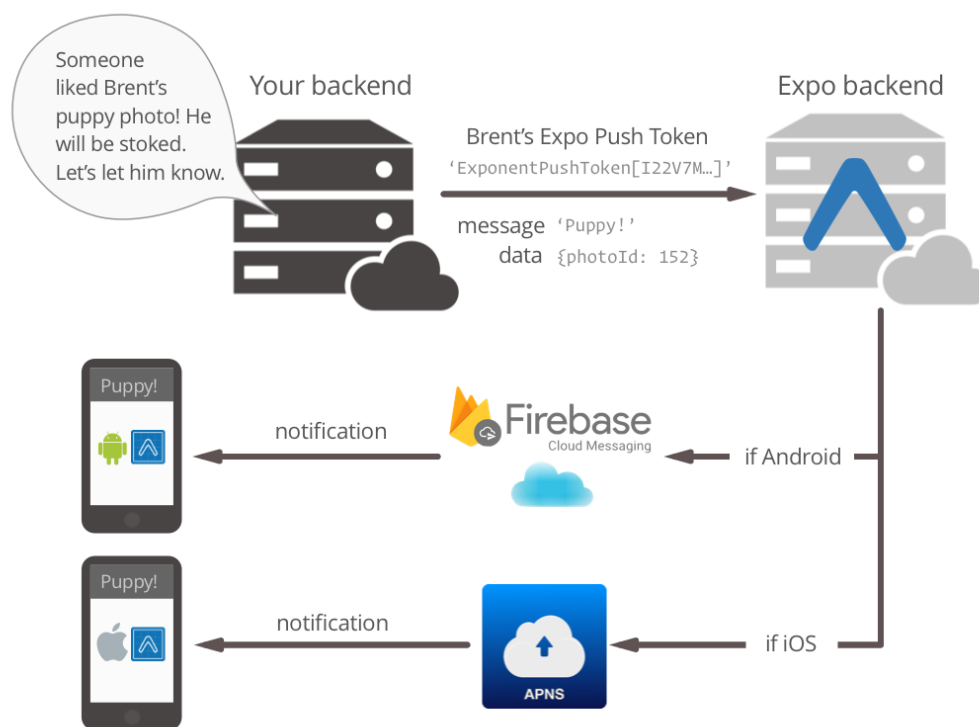 Someone
liked Brent's
puppy photo! He
will be stoked.
Let's let him know.
Your backend
Expo backend
Brent's Expo Push Token
‘ExponentPushToken[I22V7M…]’
message ‘Puppy!’
data {photoId: 152}
Puppy!
notification
Firebase
Cloud Messaging
if Android
Puppy!
notification
APNS
if iOS